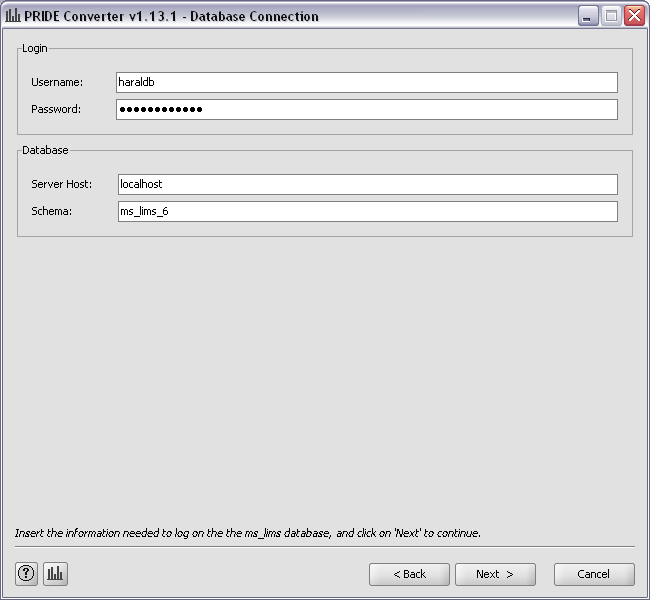 PRIDE Converter v1.13.1 - Database Connection
Login
Username: haraldb
Password: ●●●●●●●●●●●●
Database
Server Host: localhost
Schema: ms_lims_6
Insert the information needed to log on the the ms_lims database, and click on 'Next' to continue.
? < Back Next > Cancel